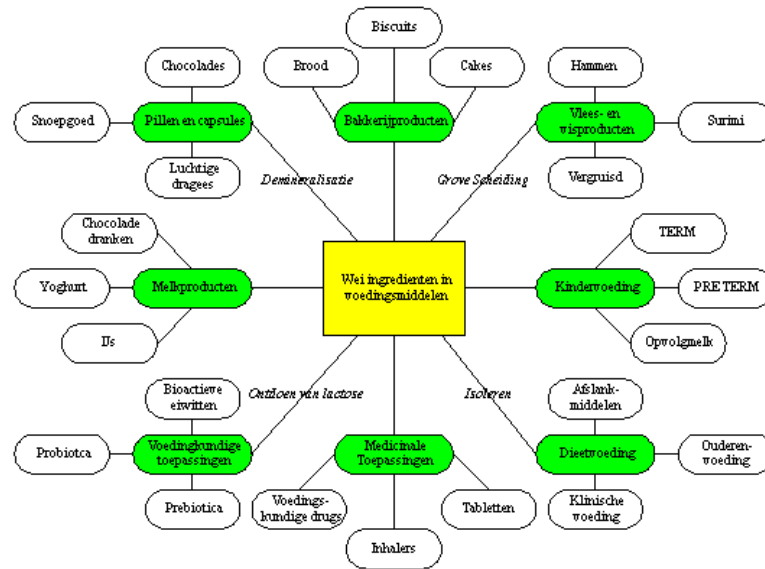 Biscuits
Brood
Cakes
Chocolades
Hammen
Snoepgoed
Pillen en capsules
Bakkerijproducten
Vlees- en
visproducten
Surimi
Luchtige
dragees
Demineralisatie
Grove Scheiding
Vergruisd
Chocolade
dranken
TERM
Yoghurt
Melkproducten
Wei ingredienten in
voedingsmiddelen
Kindervoeding
PRE TERM
IJs
Opvolgmelk
Bioactieve
eiwitten
Ontdoen van lactose
Isoleren
Afslank-
middelen
Probiotca
Voedingkundige
toepassingen
Medicinale
Toepassingen
Dieetvoeding
Ouderen-
voeding
Prebiotica
Voedings-
kundige drugs
Tabletten
Klinische
voeding
Inhalers